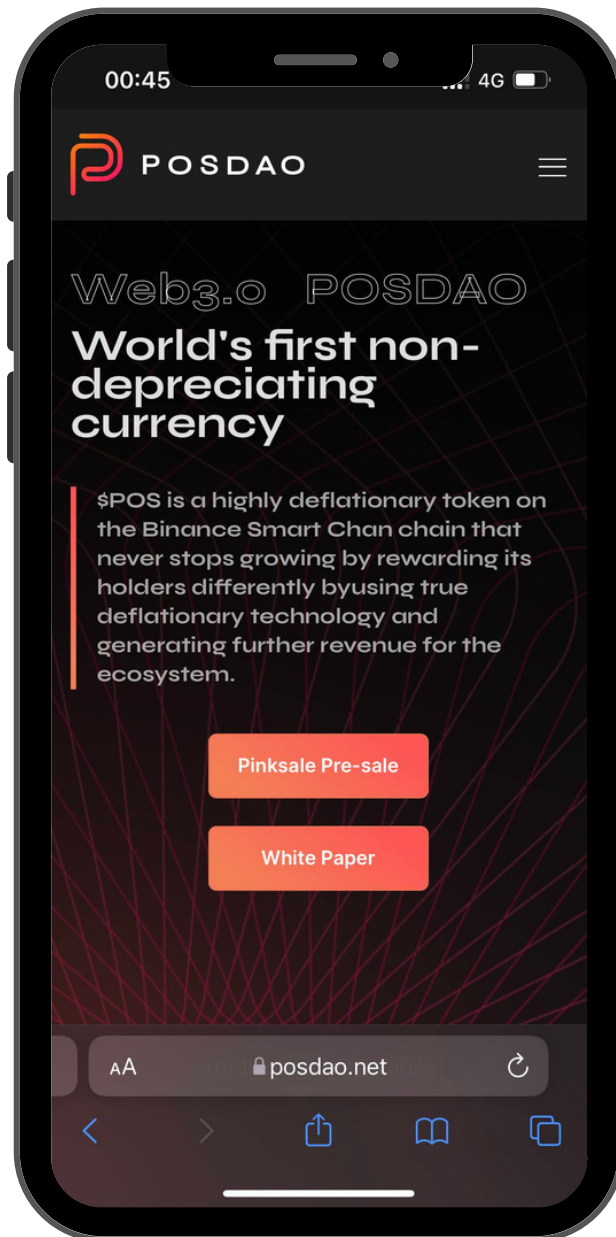 00:45 4G
POSDAO
Web3.0 POSDAO
World's first non-
depreciating
currency
$POS is a highly deflationary token on
the Binance Smart Chan chain that
never stops growing by rewarding its
holders differently byusing true
deflationary technology and
generating further revenue for the
ecosystem.
Pinksale Pre-sale
White Paper
AA posdao.net